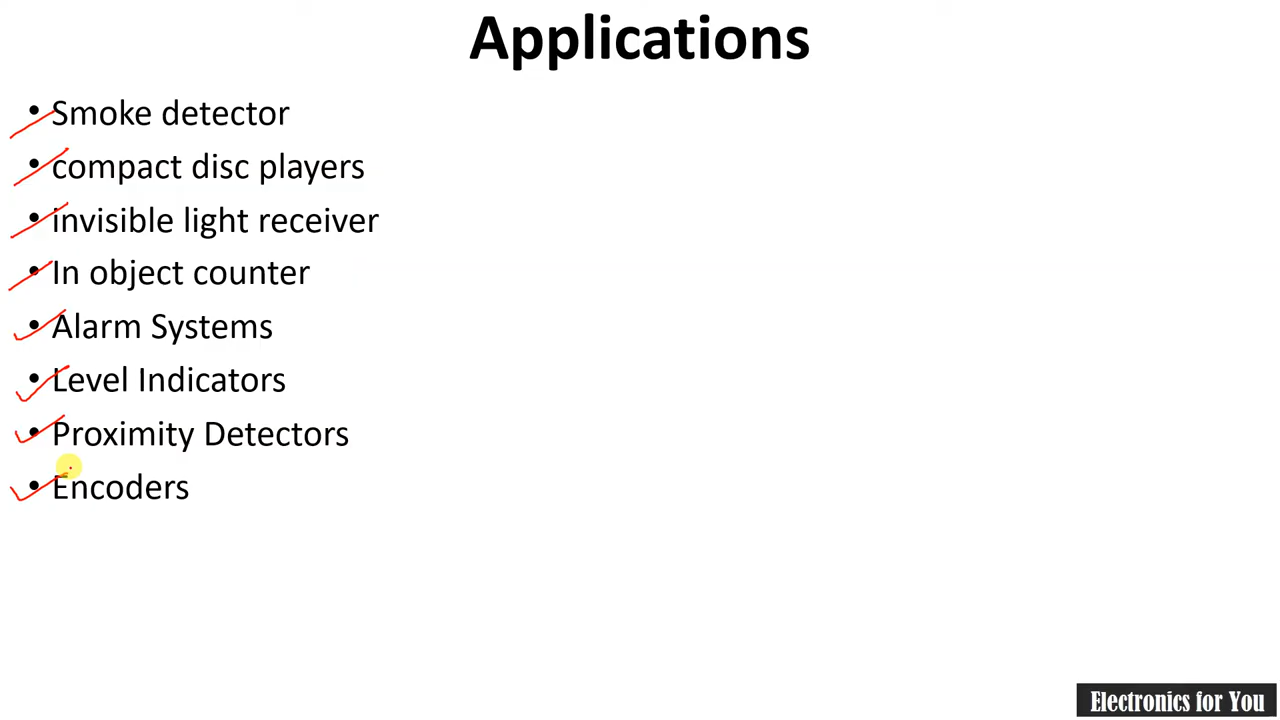 Applications
• Smoke detector
• compact disc players
• invisible light receiver
• In object counter
• Alarm Systems
• Level Indicators
• Proximity Detectors
• Encoders
Electronics for You